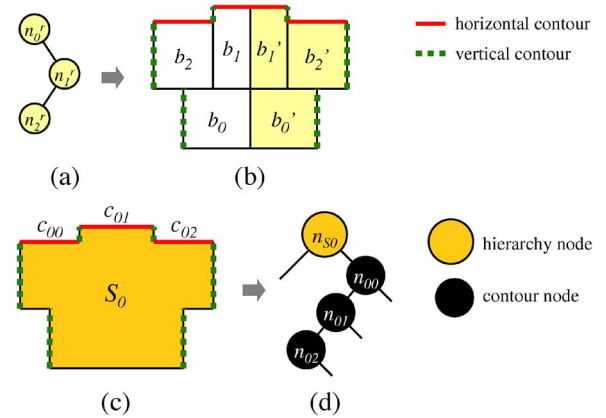 n₀ʳ
n₁ʳ
n₂ʳ
(a)
b₂ b₁ b₁' b₂'
b₀ b₀'
(b)
horizontal contour
vertical contour
c₀₀ c₀₁ c₀₂
S₀
(c)
n_S0
n₀₀
n₀₁
n₀₂
(d)
hierarchy node
contour node